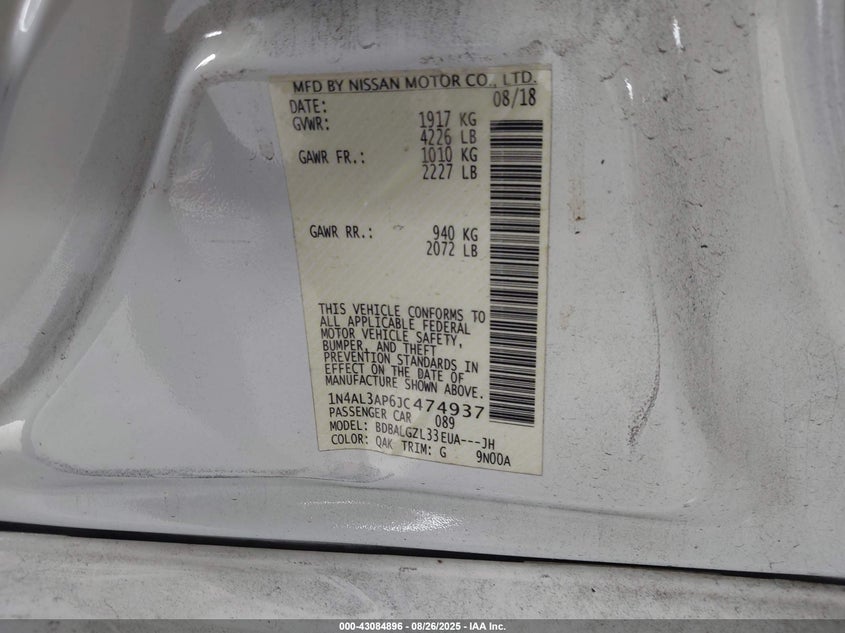 MFD BY NISSAN MOTOR CO., LTD.
DATE: 08/18
GVWR: 1917 KG
4226 LB
GAWR FR.: 1010 KG
2227 LB
GAWR RR.: 940 KG
2072 LB
THIS VEHICLE CONFORMS TO
ALL APPLICABLE FEDERAL
MOTOR VEHICLE SAFETY,
BUMPER, AND THEFT
PREVENTION STANDARDS IN
EFFECT ON THE DATE OF
MANUFACTURE SHOWN ABOVE.
1N4AL3AP6JC474937
PASSENGER CAR 089
MODEL: BDBALGZL33EUA---JH
COLOR: QAK TRIM: G 9N00A
000-43084896 - 08/26/2025 - IAA Inc.